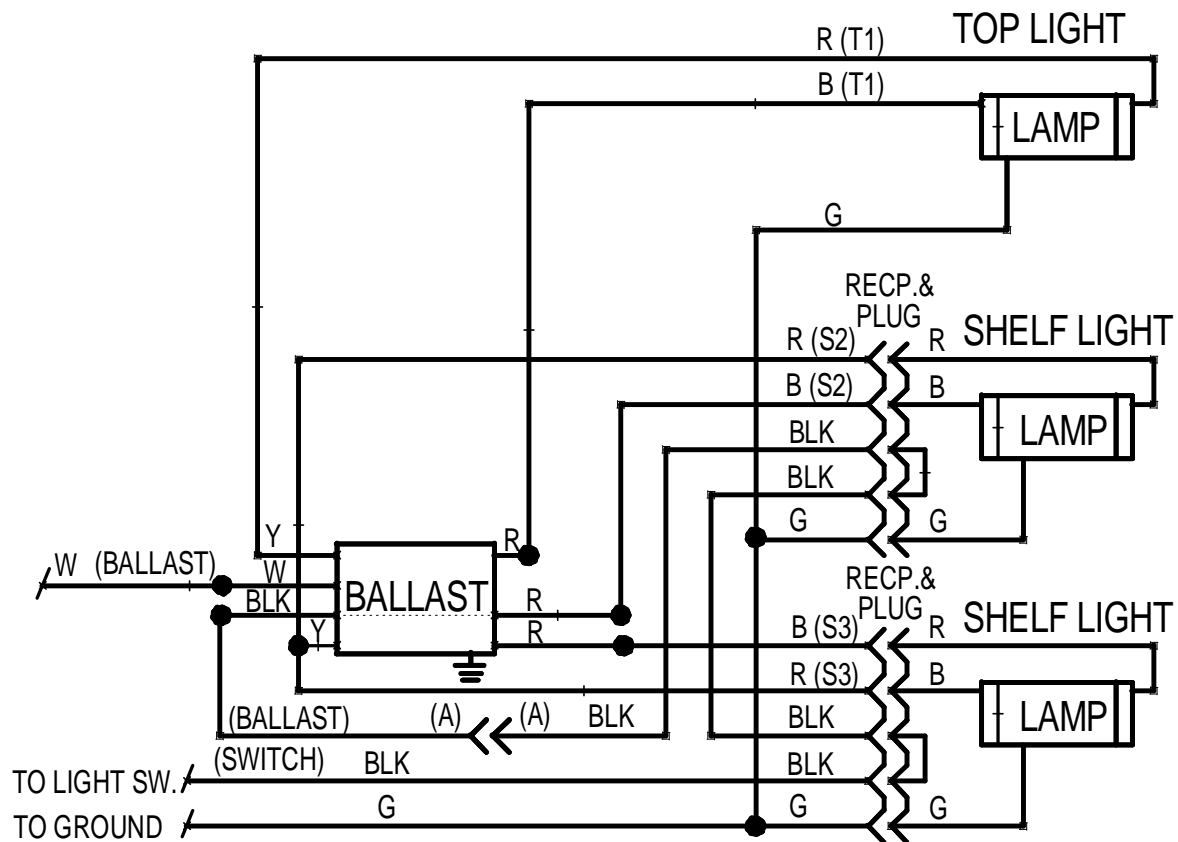 TOP LIGHT
R (T1)
B (T1)
LAMP
G
RECP.&
PLUG
SHELF LIGHT
R (S2)
R
B (S2)
B
LAMP
BLK
BLK
G
G
Y
R
W (BALLAST)
W
BLK
BALLAST
R
Y
R
RECP.&
PLUG
SHELF LIGHT
B (S3)
R
R (S3)
B
LAMP
(BALLAST)
(A)
(A)
BLK
BLK
(SWITCH)
BLK
BLK
TO LIGHT SW.
G
G
G
TO GROUND